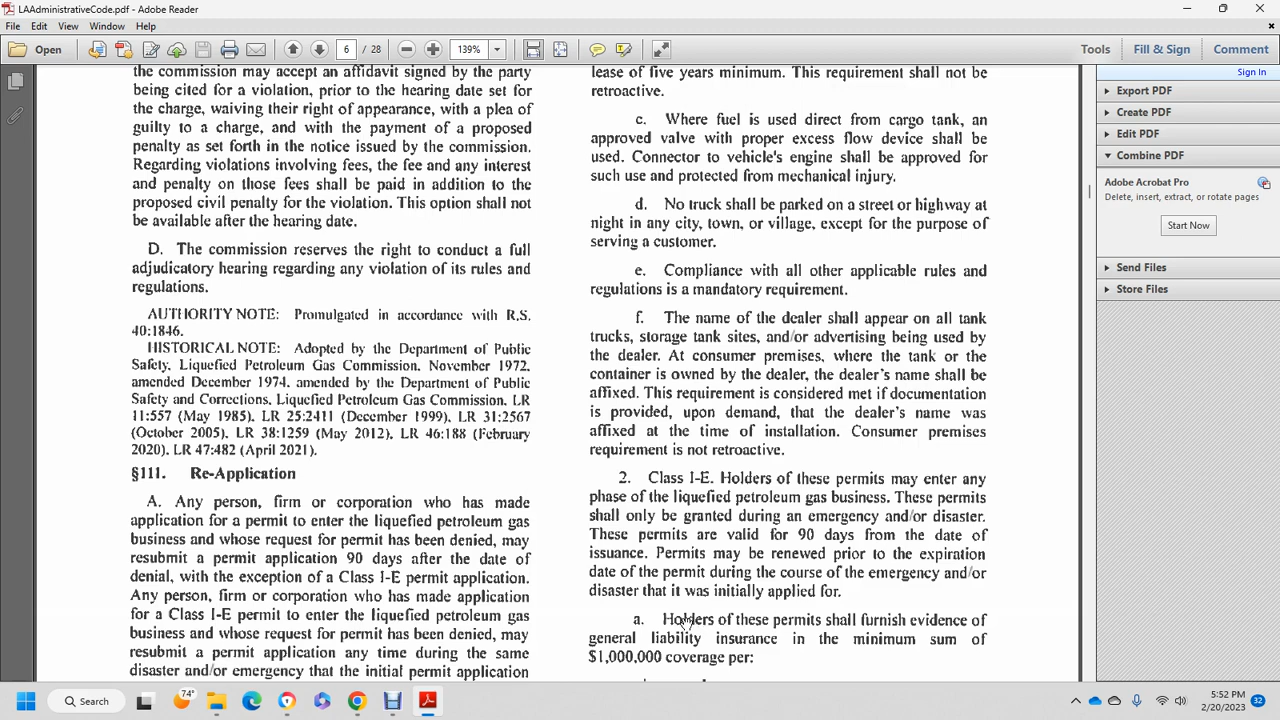 LAAdministrativeCode.pdf - Adobe Reader
File Edit View Window Help
Open
6 / 28
139%
Tools Fill & Sign Comment
Sign In
Export PDF
Create PDF
Edit PDF
Combine PDF
Adobe Acrobat Pro
Delete, insert, extract, or rotate pages
Start Now
Send Files
Store Files
the commission may accept an affidavit signed by the party
being cited for a violation, prior to the hearing date set for
the charge, waiving their right of appearance, with a plea of
guilty to a charge, and with the payment of a proposed
penalty as set forth in the notice issued by the commission.
Regarding violations involving fees, the fee and any interest
and penalty on those fees shall be paid in addition to the
proposed civil penalty for the violation. This option shall not
be available after the hearing date.
D. The commission reserves the right to conduct a full
adjudicatory hearing regarding any violation of its rules and
regulations.
AUTHORITY NOTE: Promulgated in accordance with R.S.
40:1846.
HISTORICAL NOTE: Adopted by the Department of Public
Safety, Liquefied Petroleum Gas Commission, November 1972,
amended December 1974, amended by the Department of Public
Safety and Corrections, Liquefied Petroleum Gas Commission, LR
11:557 (May 1985), LR 25:2411 (December 1999), LR 31:2567
(October 2005), LR 38:1259 (May 2012), LR 46:188 (February
2020), LR 47:482 (April 2021).
§111. Re-Application
A. Any person, firm or corporation who has made
application for a permit to enter the liquefied petroleum gas
business and whose request for permit has been denied, may
resubmit a permit application 90 days after the date of
denial, with the exception of a Class I-E permit application.
Any person, firm or corporation who has made application
for a Class I-E permit to enter the liquefied petroleum gas
business and whose request for permit has been denied, may
resubmit a permit application any time during the same
disaster and/or emergency that the initial permit application
lease of five years minimum. This requirement shall not be
retroactive.
c. Where fuel is used direct from cargo tank, an
approved valve with proper excess flow device shall be
used. Connector to vehicle's engine shall be approved for
such use and protected from mechanical injury.
d. No truck shall be parked on a street or highway at
night in any city, town, or village, except for the purpose of
serving a customer.
e. Compliance with all other applicable rules and
regulations is a mandatory requirement.
f. The name of the dealer shall appear on all tank
trucks, storage tank sites, and/or advertising being used by
the dealer. At consumer premises, where the tank or the
container is owned by the dealer, the dealer's name shall be
affixed. This requirement is considered met if documentation
is provided, upon demand, that the dealer's name was
affixed at the time of installation. Consumer premises
requirement is not retroactive.
2. Class I-E. Holders of these permits may enter any
phase of the liquefied petroleum gas business. These permits
shall only be granted during an emergency and/or disaster.
These permits are valid for 90 days from the date of
issuance. Permits may be renewed prior to the expiration
date of the permit during the course of the emergency and/or
disaster that it was initially applied for.
a. Holders of these permits shall furnish evidence of
general liability insurance in the minimum sum of
$1,000,000 coverage per:
Search
74°
5:52 PM
2/20/2023
32